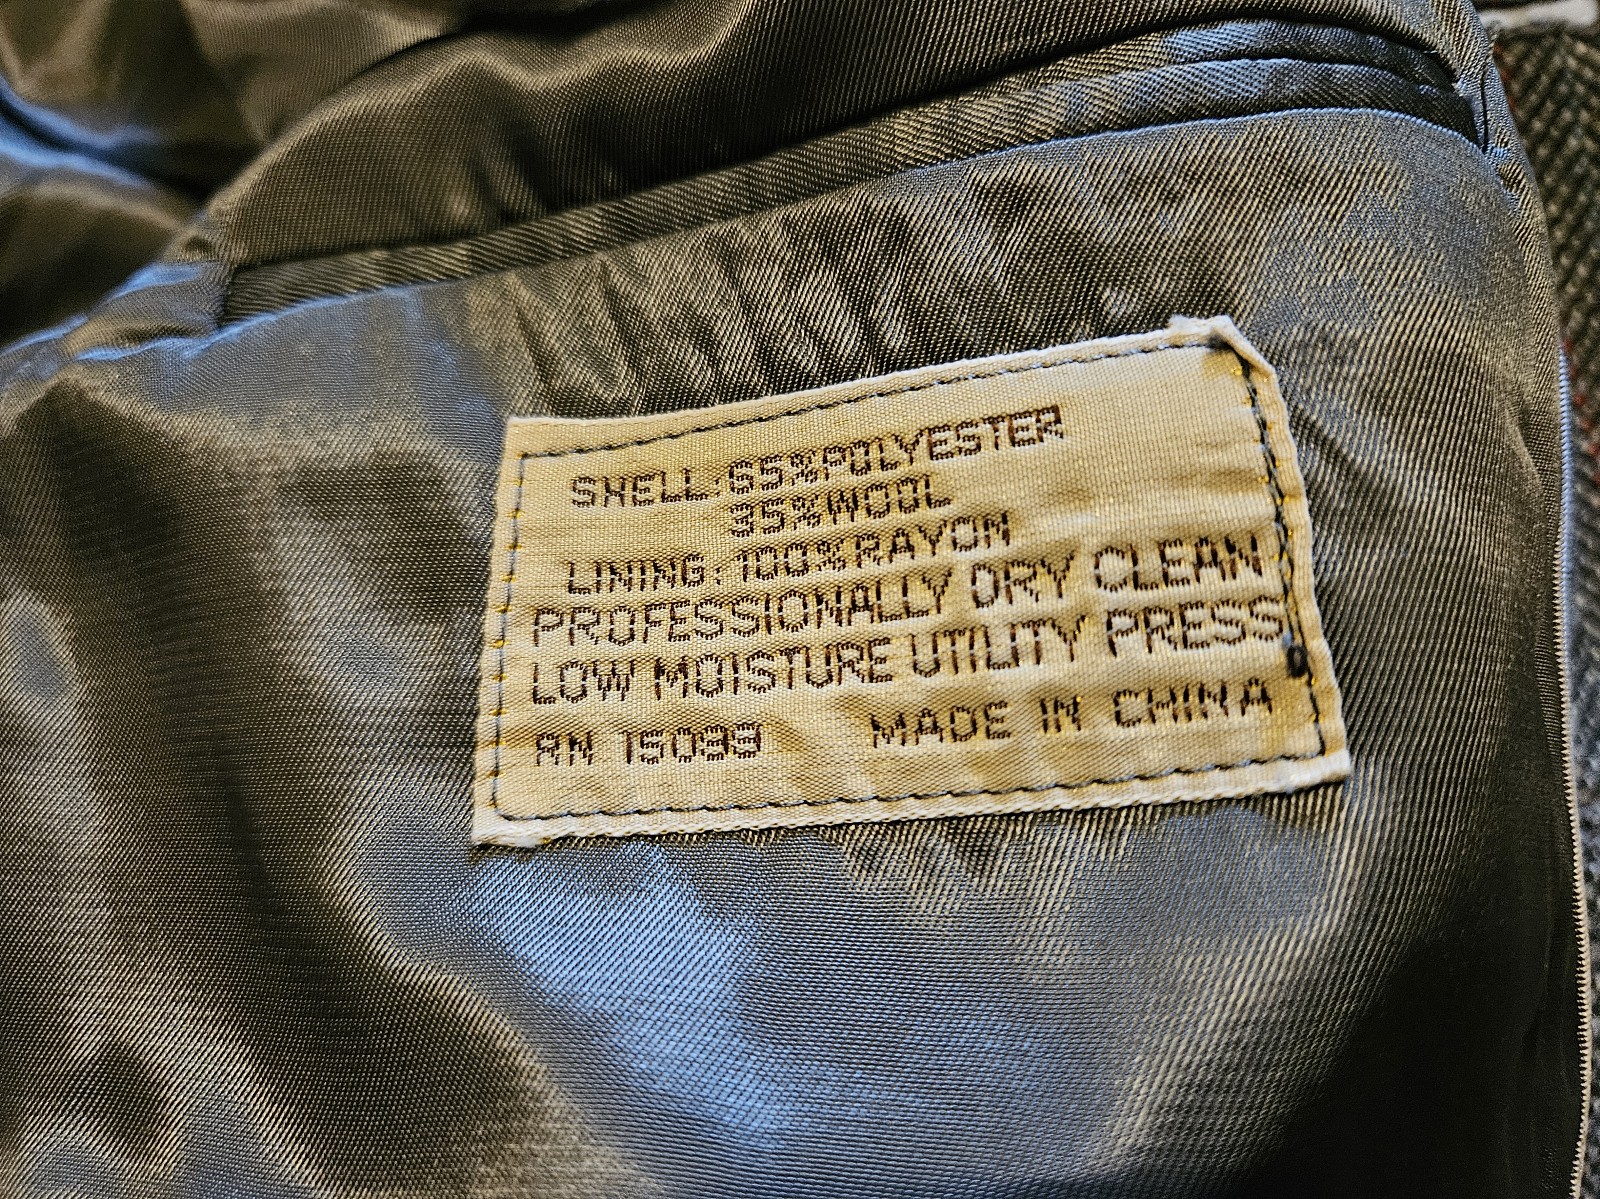 SHELL:65%POLYESTER
35%WOOL
LINING:100%RAYON
PROFESSIONALLY DRY CLEAN
LOW MOISTURE UTILITY PRESS
RN 15099 MADE IN CHINA